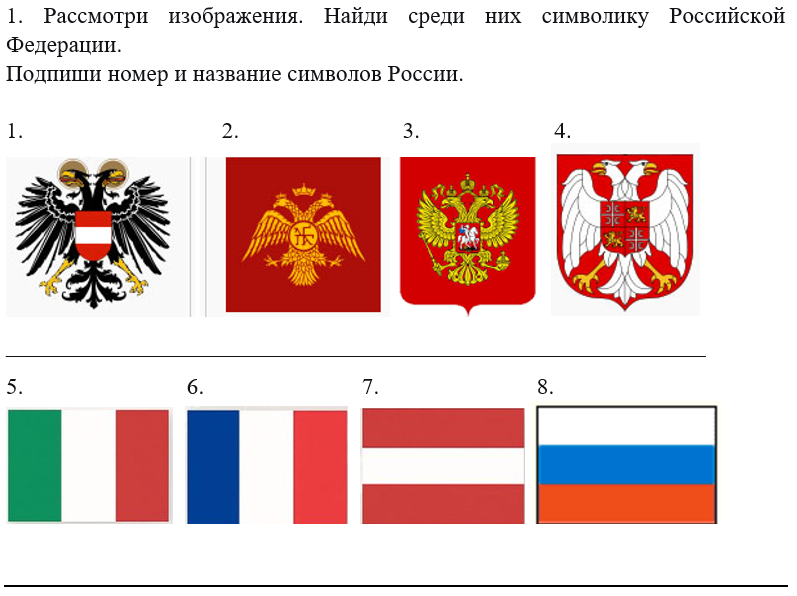 1. Рассмотри изображения. Найди среди них символику Российской
Федерации.
Подпиши номер и название символов России.
1. 2. 3. 4.
5. 6. 7. 8.